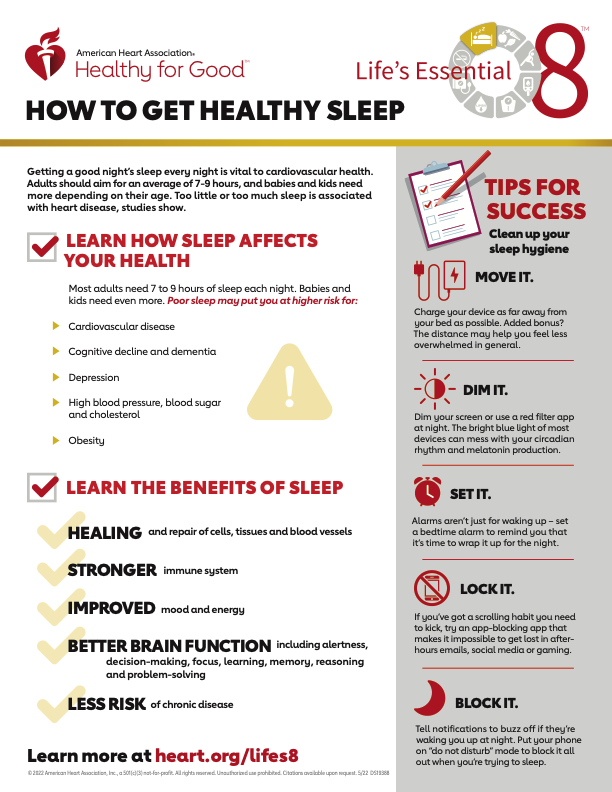 American Heart Association®
Healthy for Good™
Life's Essential 8™
HOW TO GET HEALTHY SLEEP
Getting a good night's sleep every night is vital to cardiovascular health.
Adults should aim for an average of 7-9 hours, and babies and kids need
more depending on their age. Too little or too much sleep is associated
with heart disease, studies show.
LEARN HOW SLEEP AFFECTS
YOUR HEALTH
Most adults need 7 to 9 hours of sleep each night. Babies and
kids need even more. Poor sleep may put you at higher risk for:
Cardiovascular disease
Cognitive decline and dementia
Depression
High blood pressure, blood sugar
and cholesterol
Obesity
LEARN THE BENEFITS OF SLEEP
HEALING and repair of cells, tissues and blood vessels
STRONGER immune system
IMPROVED mood and energy
BETTER BRAIN FUNCTION including alertness,
decision-making, focus, learning, memory, reasoning
and problem-solving
LESS RISK of chronic disease
Learn more at heart.org/lifes8
© 2022 American Heart Association, Inc., a 501(c)(3) not-for-profit. All rights reserved. Unauthorized use prohibited. Citations available upon request. 5/22 DS19388
TIPS FOR
SUCCESS
Clean up your
sleep hygiene
MOVE IT.
Charge your device as far away from
your bed as possible. Added bonus?
The distance may help you feel less
overwhelmed in general.
DIM IT.
Dim your screen or use a red filter app
at night. The bright blue light of most
devices can mess with your circadian
rhythm and melatonin production.
SET IT.
Alarms aren't just for waking up – set
a bedtime alarm to remind you that
it's time to wrap it up for the night.
LOCK IT.
If you've got a scrolling habit you need
to kick, try an app-blocking app that
makes it impossible to get lost in after-
hours emails, social media or gaming.
BLOCK IT.
Tell notifications to buzz off if they're
waking you up at night. Put your phone
on "do not disturb" mode to block it all
out when you're trying to sleep.